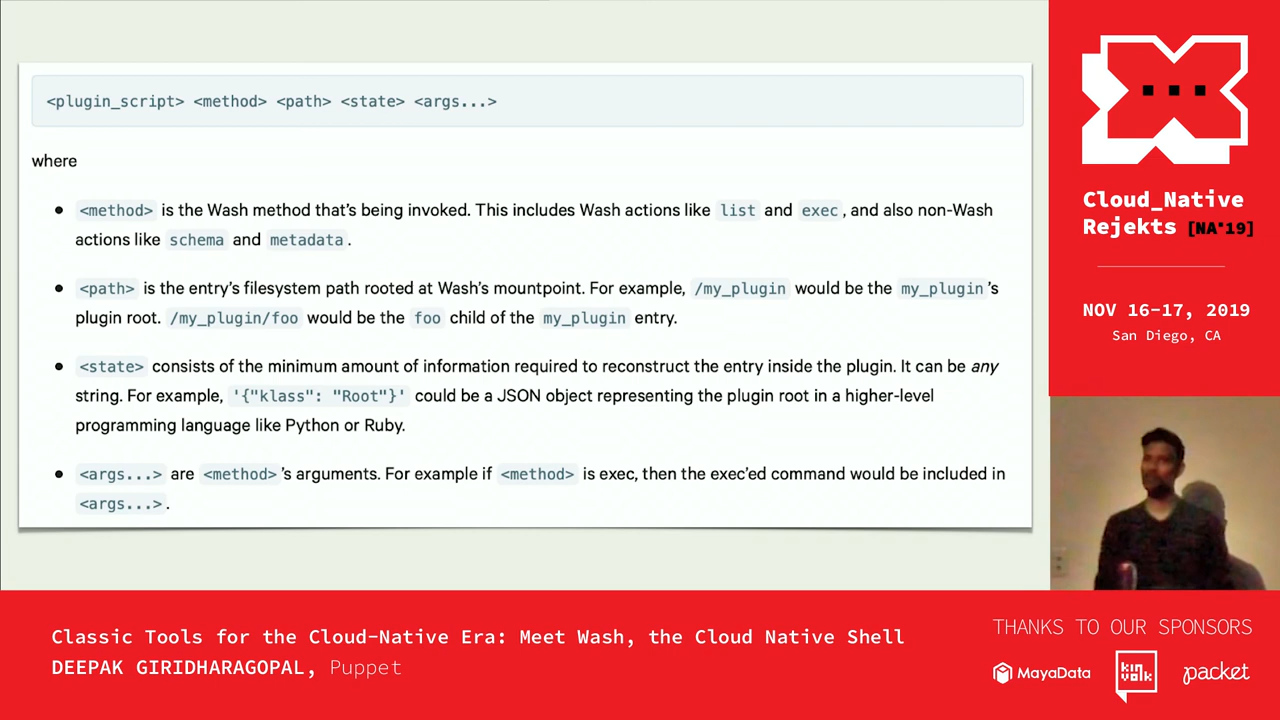 <plugin_script> <method> <path> <state> <args...>
where
<method> is the Wash method that's being invoked. This includes Wash actions like list and exec, and also non-Wash
actions like schema and metadata.
<path> is the entry's filesystem path rooted at Wash's mountpoint. For example, /my_plugin would be the my_plugin's
plugin root. /my_plugin/foo would be the foo child of the my_plugin entry.
<state> consists of the minimum amount of information required to reconstruct the entry inside the plugin. It can be any
string. For example, '{"klass": "Root"}' could be a JSON object representing the plugin root in a higher-level
programming language like Python or Ruby.
<args...> are <method>'s arguments. For example if <method> is exec, then the exec'ed command would be included in
<args...>.
Cloud_Native
Rejekts [NA'19]
NOV 16-17, 2019
San Diego, CA
Classic Tools for the Cloud-Native Era: Meet Wash, the Cloud Native Shell
DEEPAK GIRIDHARAGOPAL, Puppet
THANKS TO OUR SPONSORS
MayaData
kinvolk
packet